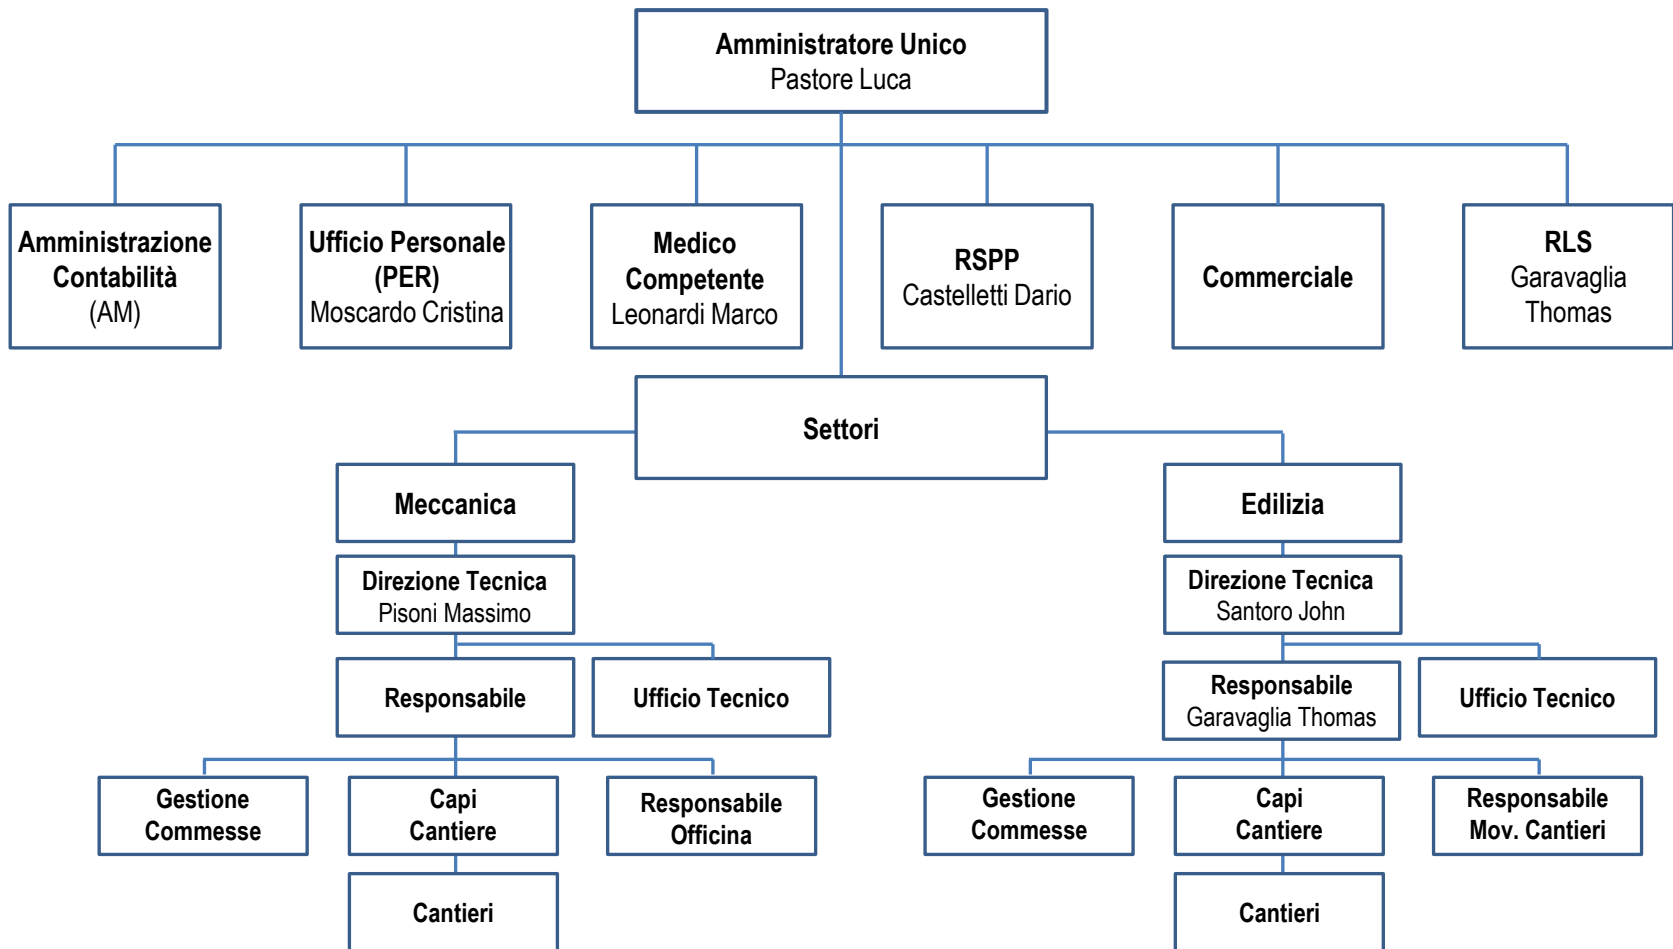 Amministratore Unico
Pastore Luca
Amministrazione
Contabilità
(AM)
Ufficio Personale
(PER)
Moscardo Cristina
Medico
Competente
Leonardi Marco
RSPP
Castelletti Dario
Commerciale
RLS
Garavaglia
Thomas
Settori
Meccanica
Edilizia
Direzione Tecnica
Pisoni Massimo
Direzione Tecnica
Santoro John
Responsabile
Ufficio Tecnico
Responsabile
Garavaglia Thomas
Ufficio Tecnico
Gestione
Commesse
Capi
Cantiere
Responsabile
Officina
Gestione
Commesse
Capi
Cantiere
Responsabile
Mov. Cantieri
Cantieri
Cantieri